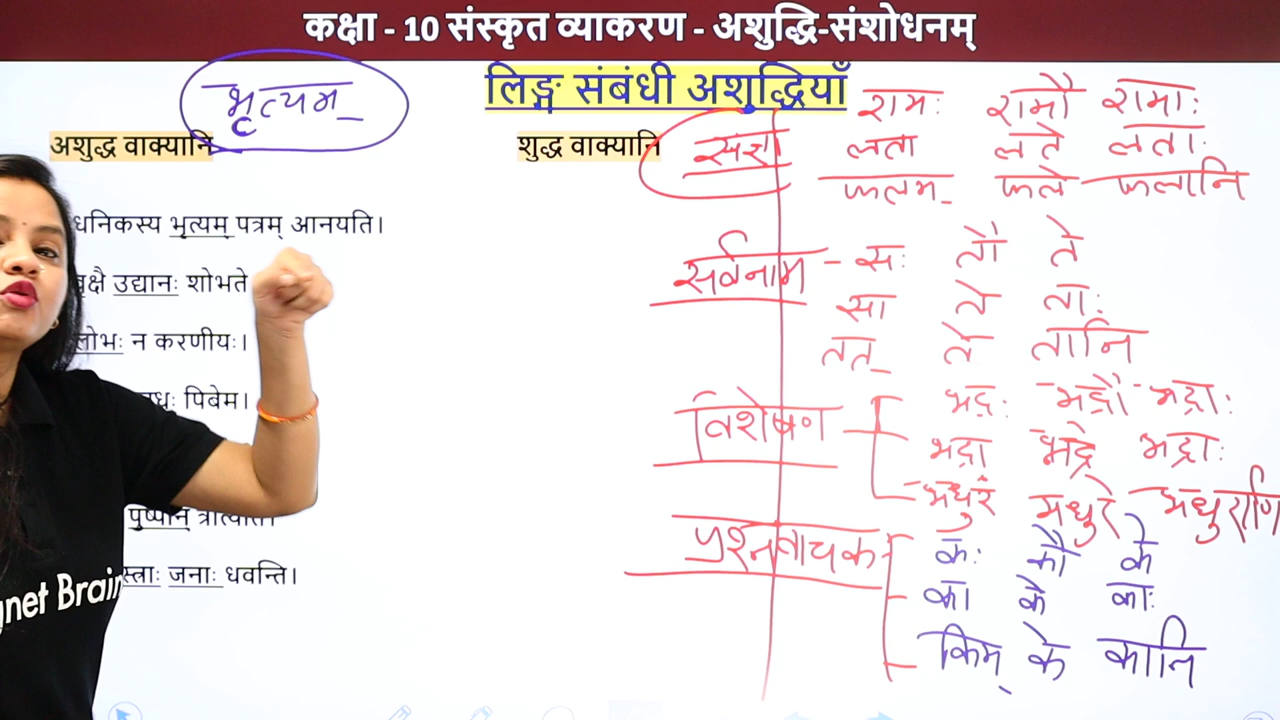 कक्षा - 10 संस्कृत व्याकरण - अशुद्धि-संशोधनम्
लिङ्ग संबंधी अशुद्धियाँ
भृत्यम्
अशुद्ध वाक्यानि
शुद्ध वाक्यानि
धनिकस्य भृत्यम् पत्रम् आनयति।
उद्यानः शोभते
लोभः न करणीयः।
पिबेम।
पुष्पान्
जनाः धवन्ति।
gnet Brain
संज्ञा
रामः रामौ रामाः
लता लते लताः
फलम् फले फलानि
सर्वनाम - सः तौ ते
सा ते ताः
तत् ते तानि
विशेषण भद्रः भद्रौ भद्राः
भद्रा भद्रे भद्राः
मधुरं मधुरे मधुराणि
प्रश्नवाचक कः कौ के
का के काः
किम् के कानि